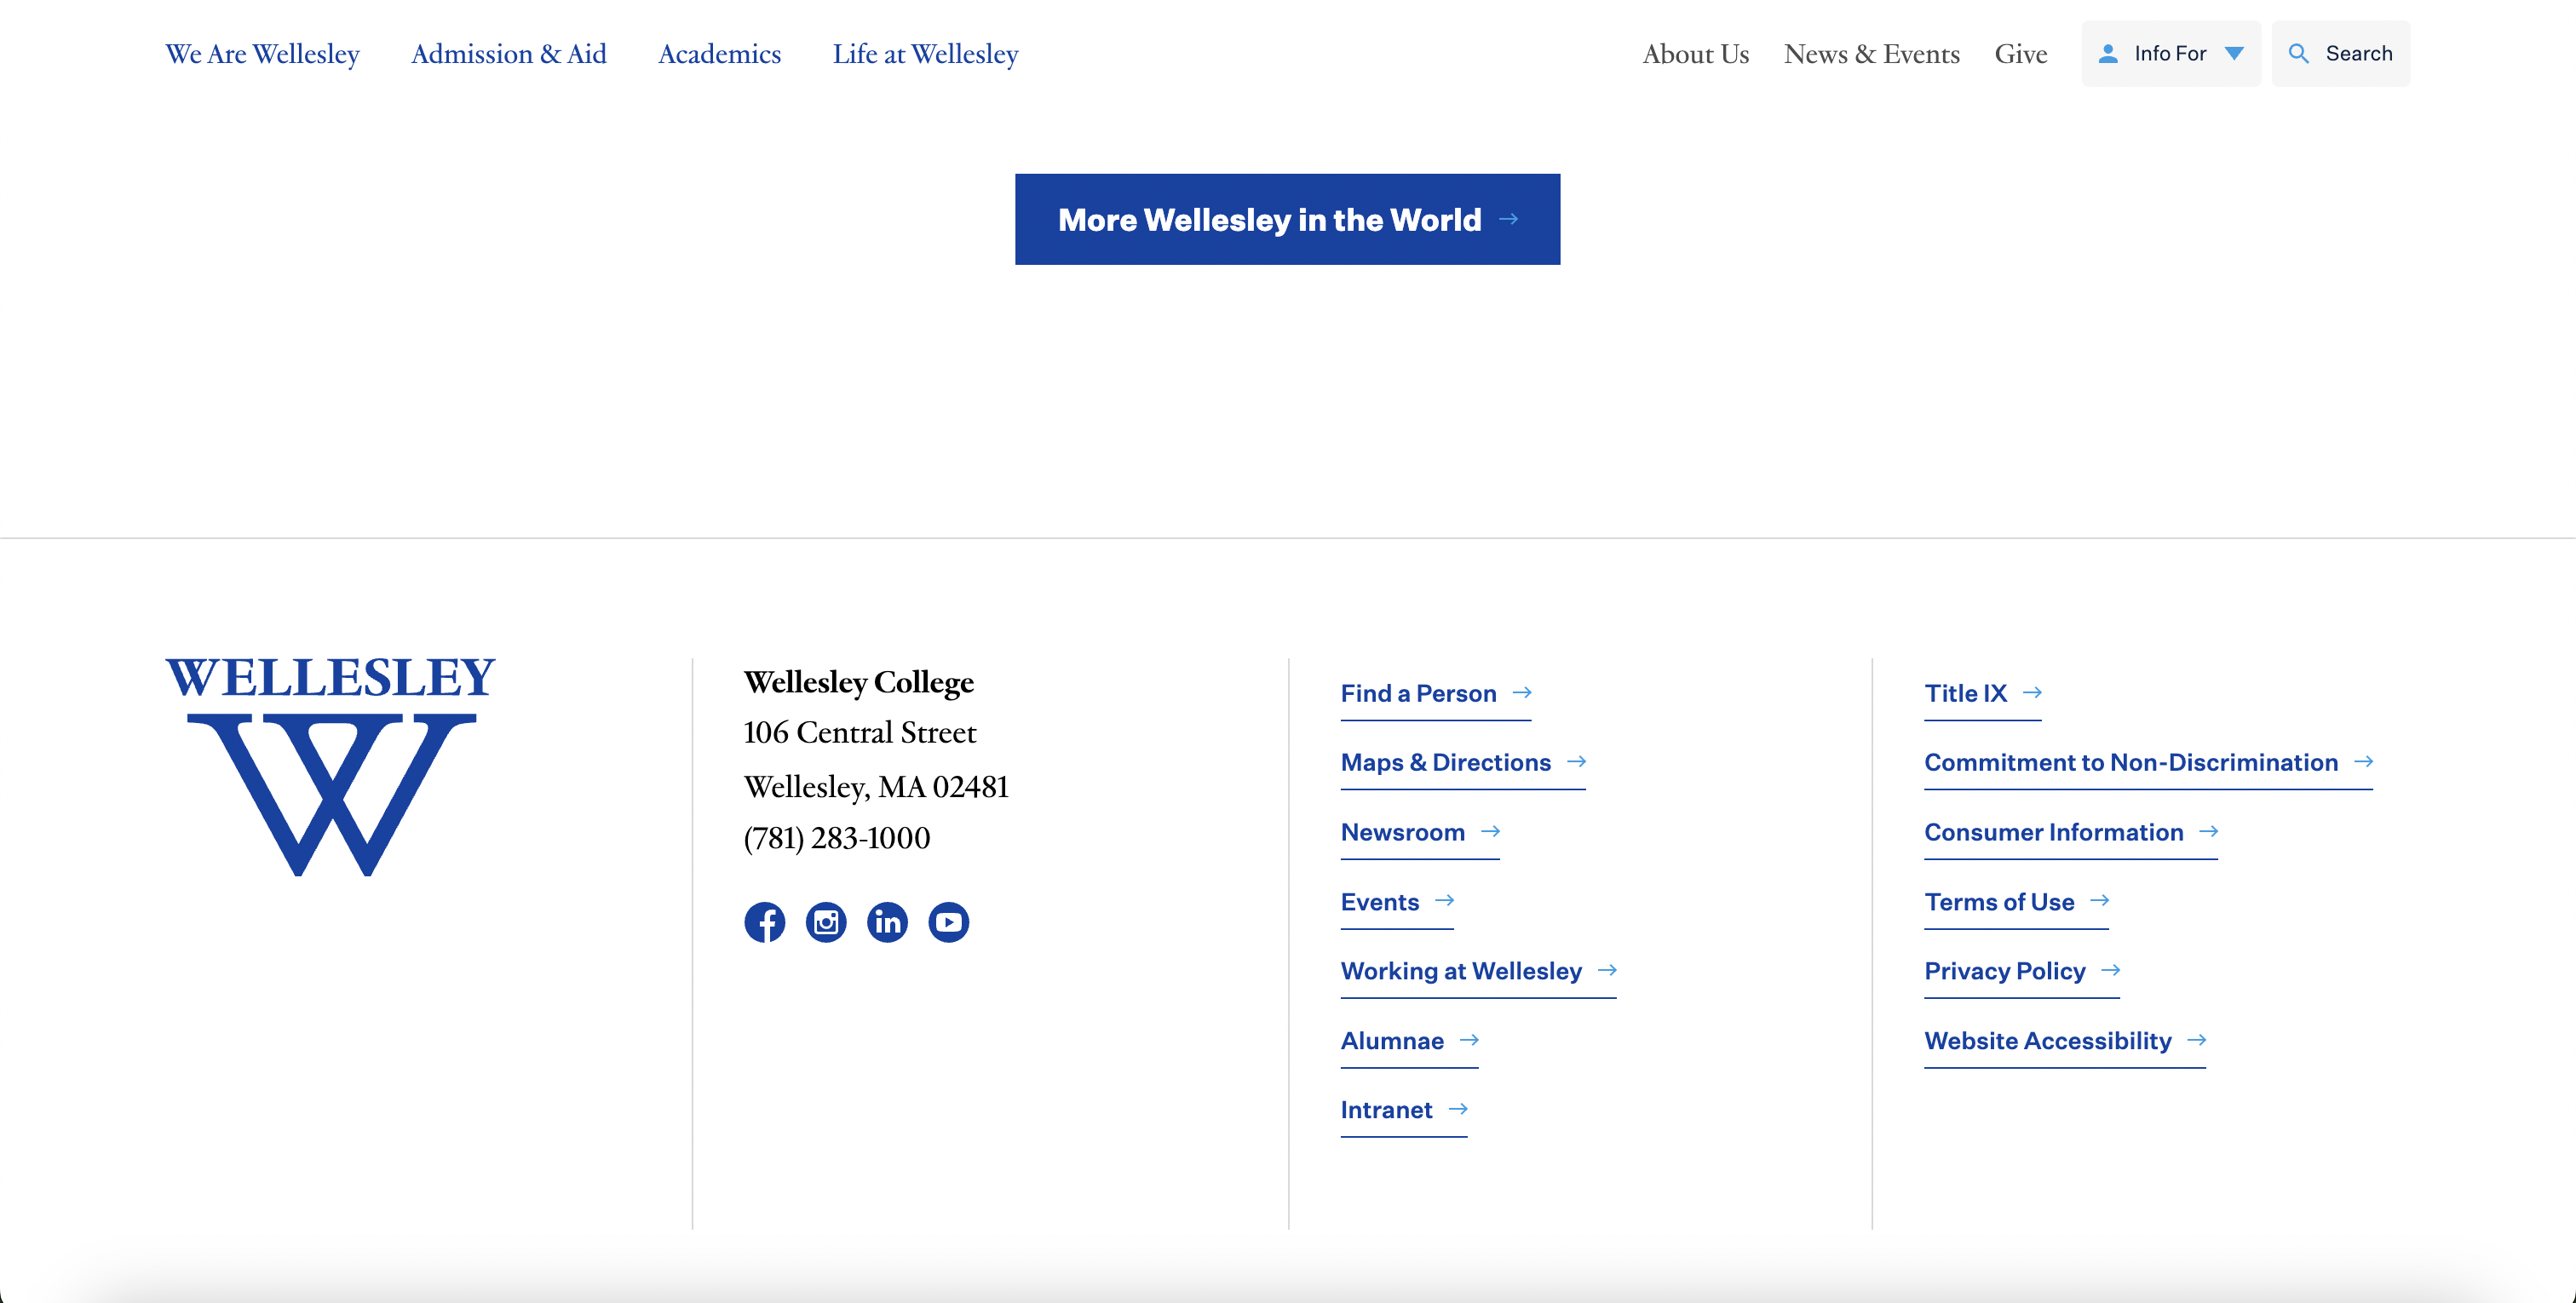 We Are Wellesley
Admission & Aid
Academics
Life at Wellesley
About Us
News & Events
Give
Info For
Search
More Wellesley in the World →
WELLESLEY
W
Wellesley College
106 Central Street
Wellesley, MA 02481
(781) 283-1000
Find a Person →
Maps & Directions →
Newsroom →
Events →
Working at Wellesley →
Alumnae →
Intranet →
Title IX →
Commitment to Non-Discrimination →
Consumer Information →
Terms of Use →
Privacy Policy →
Website Accessibility →